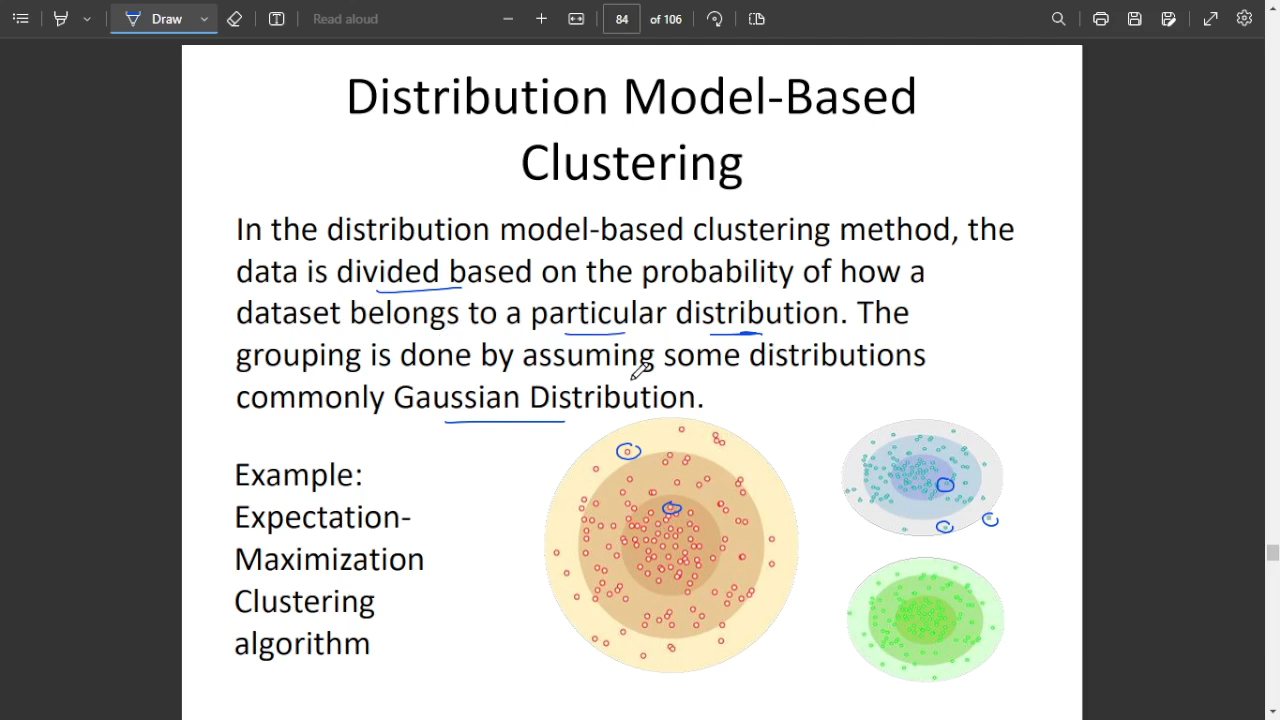 Draw
Read aloud
84 of 106
Distribution Model-Based
Clustering
In the distribution model-based clustering method, the
data is divided based on the probability of how a
dataset belongs to a particular distribution. The
grouping is done by assuming some distributions
commonly Gaussian Distribution.
Example:
Expectation-
Maximization
Clustering
algorithm